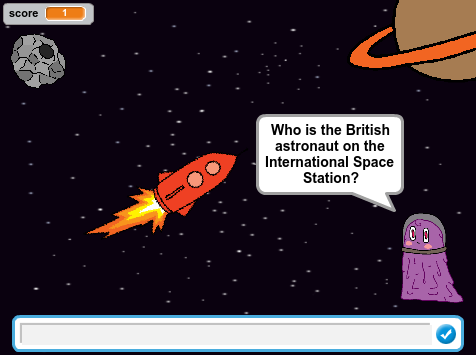 score 1
Who is the British
astronaut on the
International Space
Station?